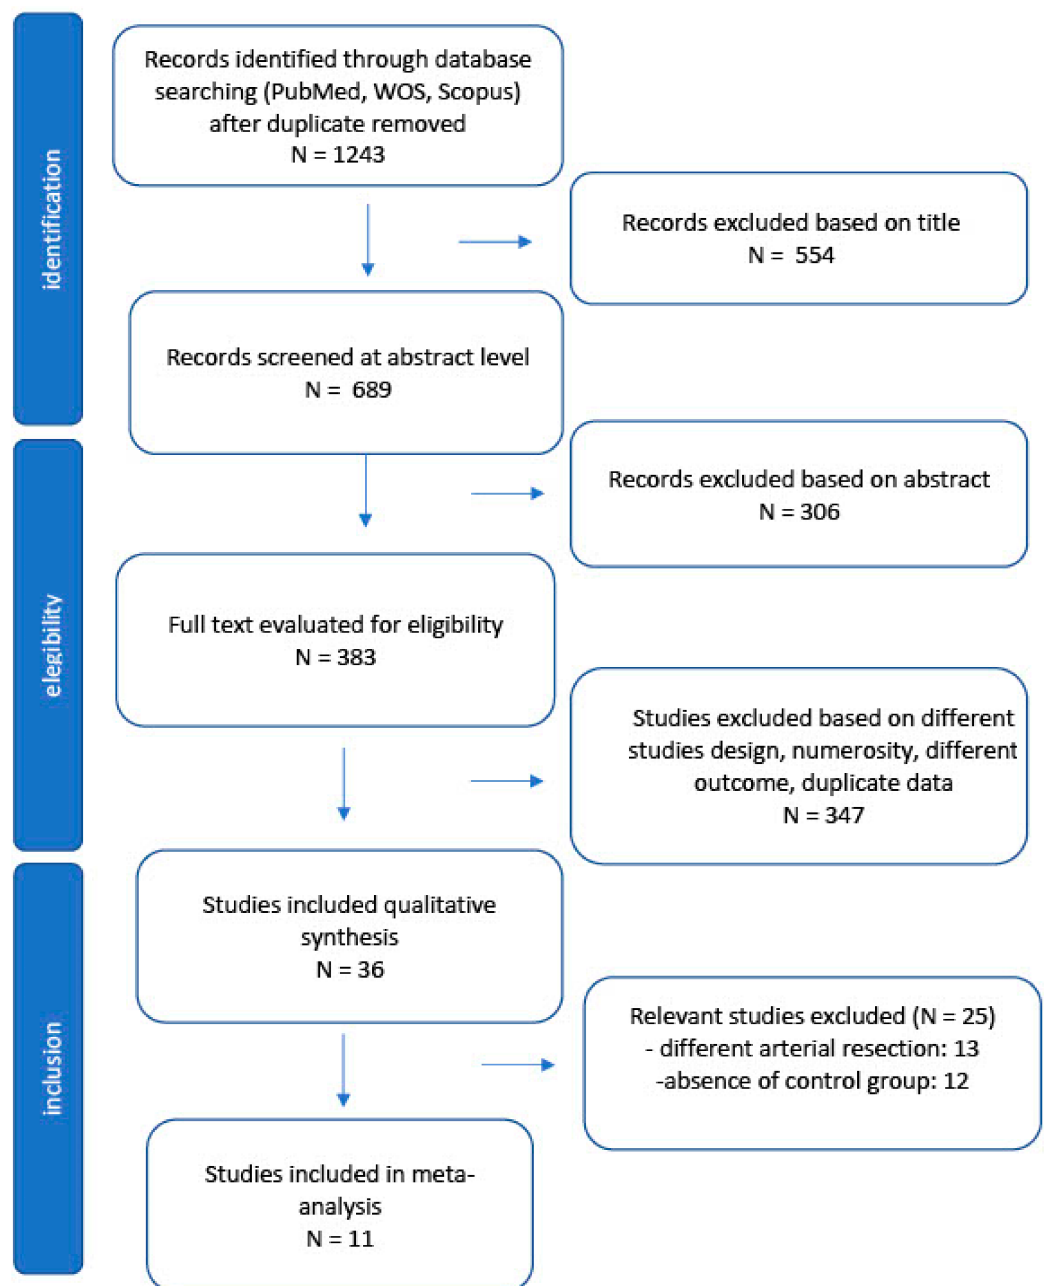 identification
Records identified through database
searching (PubMed, WOS, Scopus)
after duplicate removed
N = 1243
Records excluded based on title
N =  554
Records screened at abstract level
N =  689
elegibility
Records excluded based on abstract
N = 306
Full text evaluated for eligibility
N = 383
Studies excluded based on different
studies design, numerosity, different
outcome, duplicate data
N = 347
inclusion
Studies included qualitative
synthesis
N = 36
Relevant studies excluded (N = 25)
- different arterial resection: 13
-absence of control group: 12
Studies included in meta-
analysis
N = 11